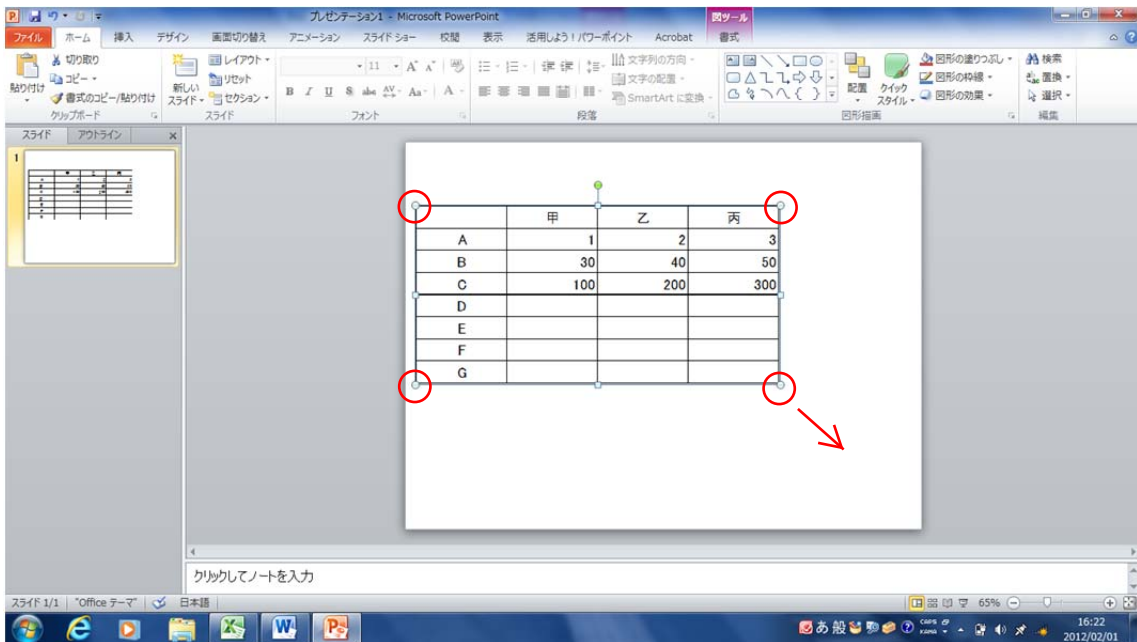 プレゼンテーション1 - Microsoft PowerPoint
図ツール
ファイル ホーム 挿入 デザイン 画面切り替え アニメーション スライド ショー 校閲 表示 活用しよう!パワーポイント Acrobat 書式
貼り付け
切り取り
コピー
書式のコピー/貼り付け
クリップボード
新しいスライド
レイアウト
リセット
セクション
スライド
11
B I U S abc AV Aa A
フォント
文字列の方向
文字の配置
SmartArt に変換
段落
配置
クイックスタイル
図形の塗りつぶし
図形の枠線
図形の効果
図形描画
検索
置換
選択
編集
スライド アウトライン x
1
甲 乙 丙
A 1 2 3
B 30 40 50
C 100 200 300
D
E
F
G
クリックしてノートを入力
スライド 1/1 "Office テーマ" 日本語 65%
あ 般 CAPS KANA 16:22
2012/02/01